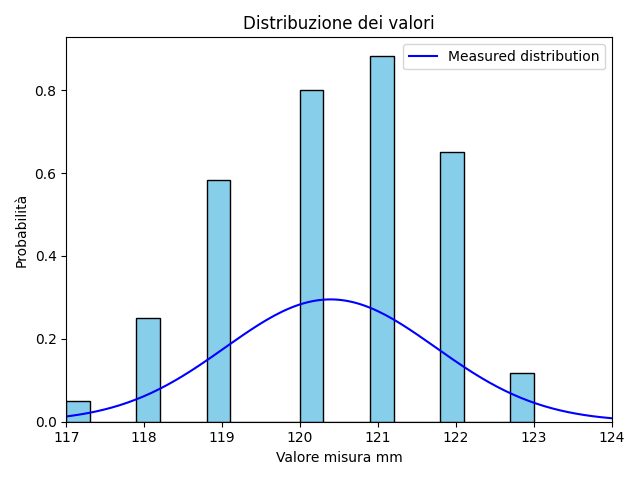 Distribuzione dei valori
Measured distribution
Probabilità
0.8
0.6
0.4
0.2
0.0
117 118 119 120 121 122 123 124
Valore misura mm